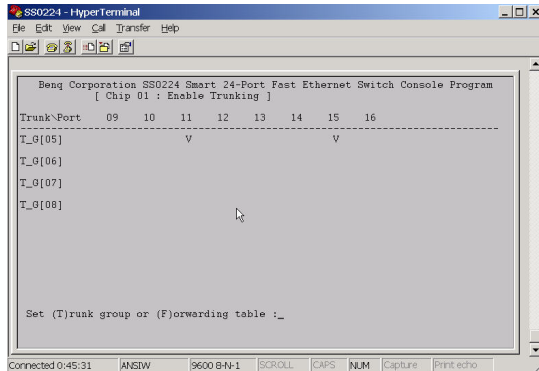 SS0224 - HyperTerminal
File Edit View Call Transfer Help
Benq Corporation SS0224 Smart 24-Port Fast Ethernet Switch Console Program
[ Chip 01 : Enable Trunking ]
Trunk\Port 09 10 11 12 13 14 15 16
T_G[05] V V
T_G[06]
T_G[07]
T_G[08]
Set (T)runk group or (F)orwarding table :_
Connected 0:45:31 ANSIW 9600 8-N-1 SCROLL CAPS NUM Capture Print echo